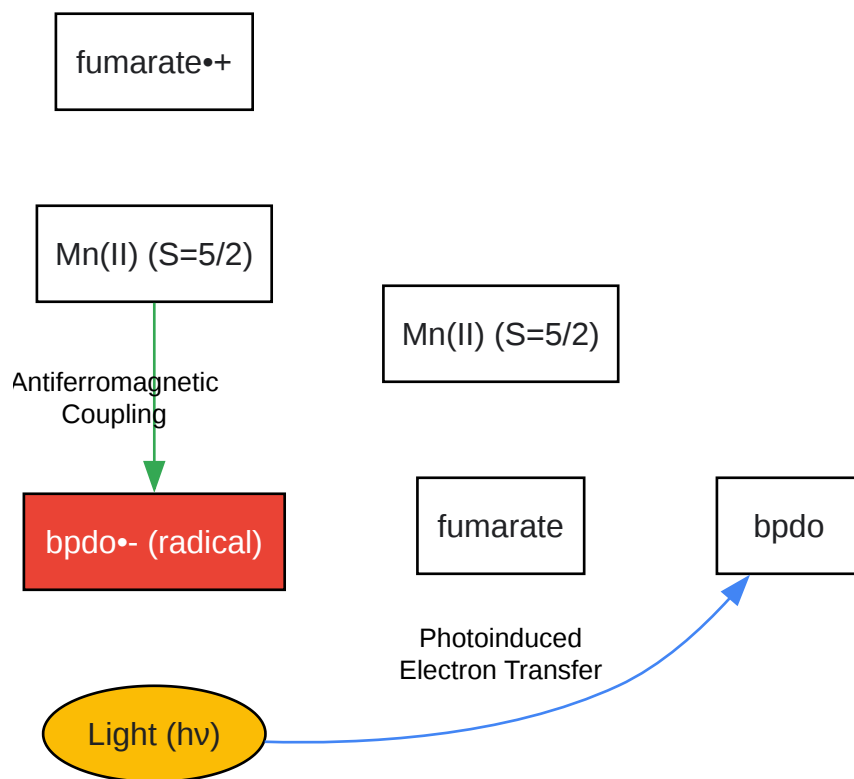 fumarate•+
Mn(II) (S=5/2)
Mn(II) (S=5/2)
Antiferromagnetic
Coupling
bpdo•- (radical)
fumarate
bpdo
Photoinduced
Electron Transfer
Light (hν)